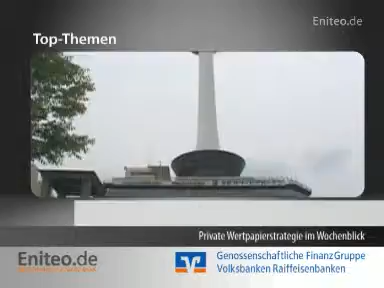 Eniteo.de
Top-Themen
Private Wertpapierstrategie im Wochenblick
Eniteo.de
Genossenschaftliche FinanzGruppe
Volksbanken Raiffeisenbanken